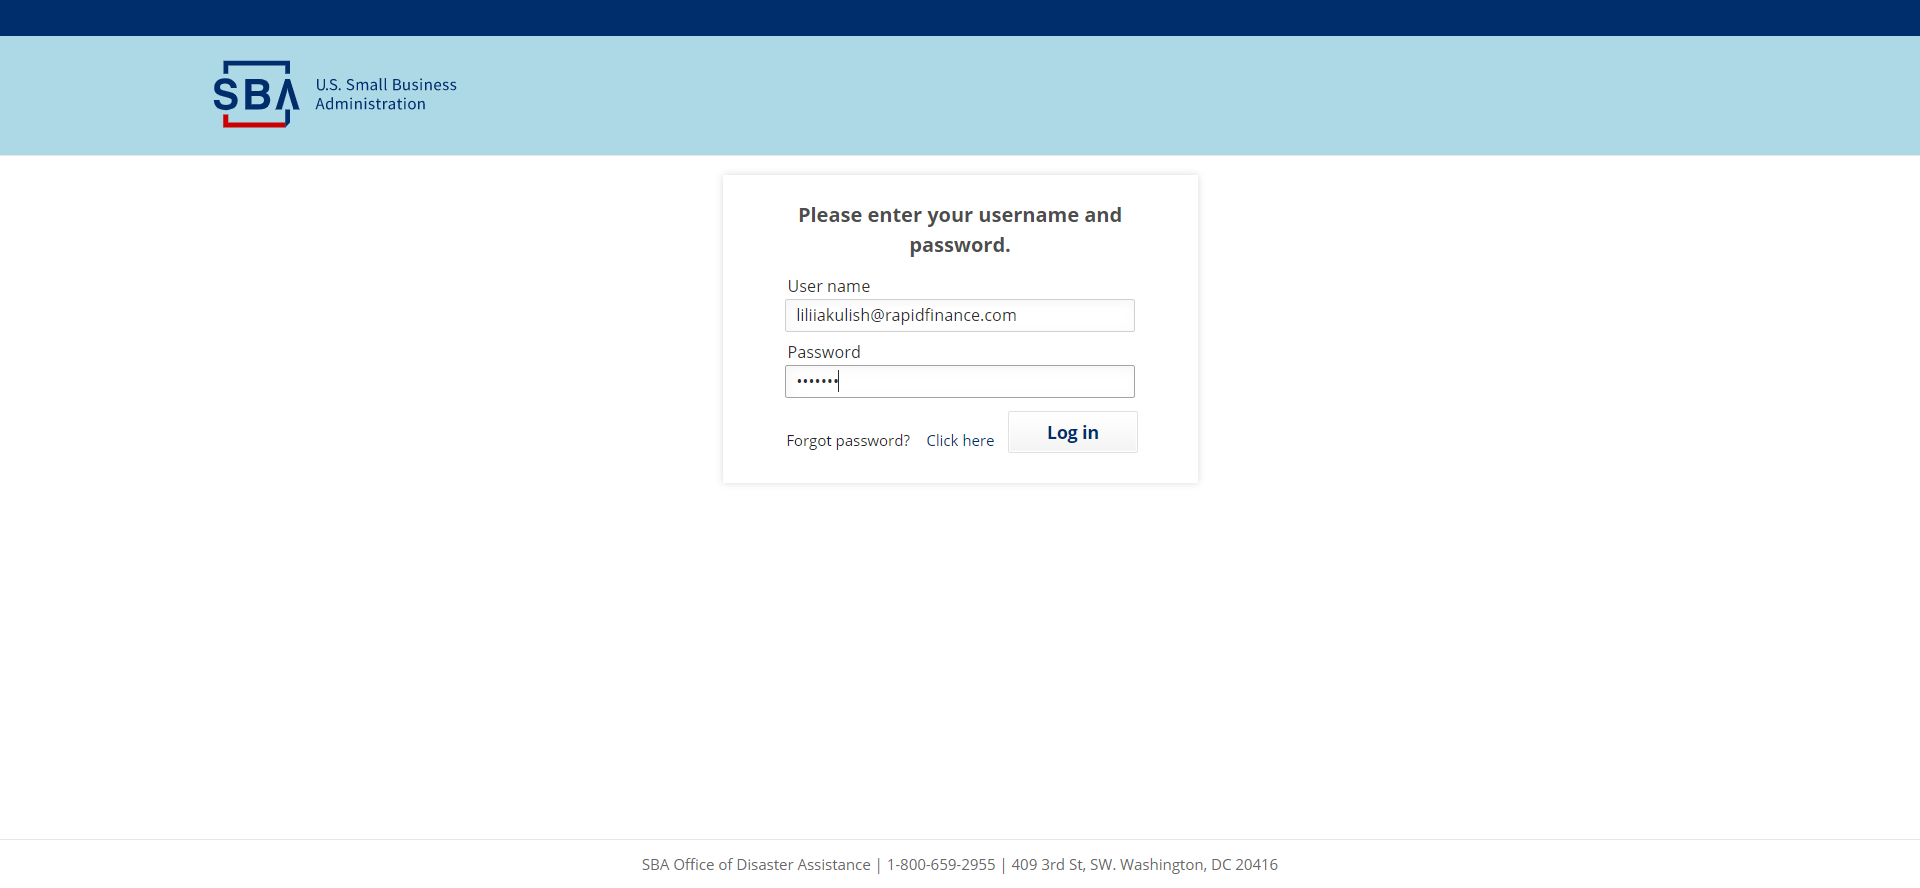 SBA
U.S. Small Business
Administration
Please enter your username and
password.
User name
liliiakulish@rapidfinance.com
Password
•••••••
Forgot password? Click here
Log in
SBA Office of Disaster Assistance | 1-800-659-2955 | 409 3rd St, SW. Washington, DC 20416